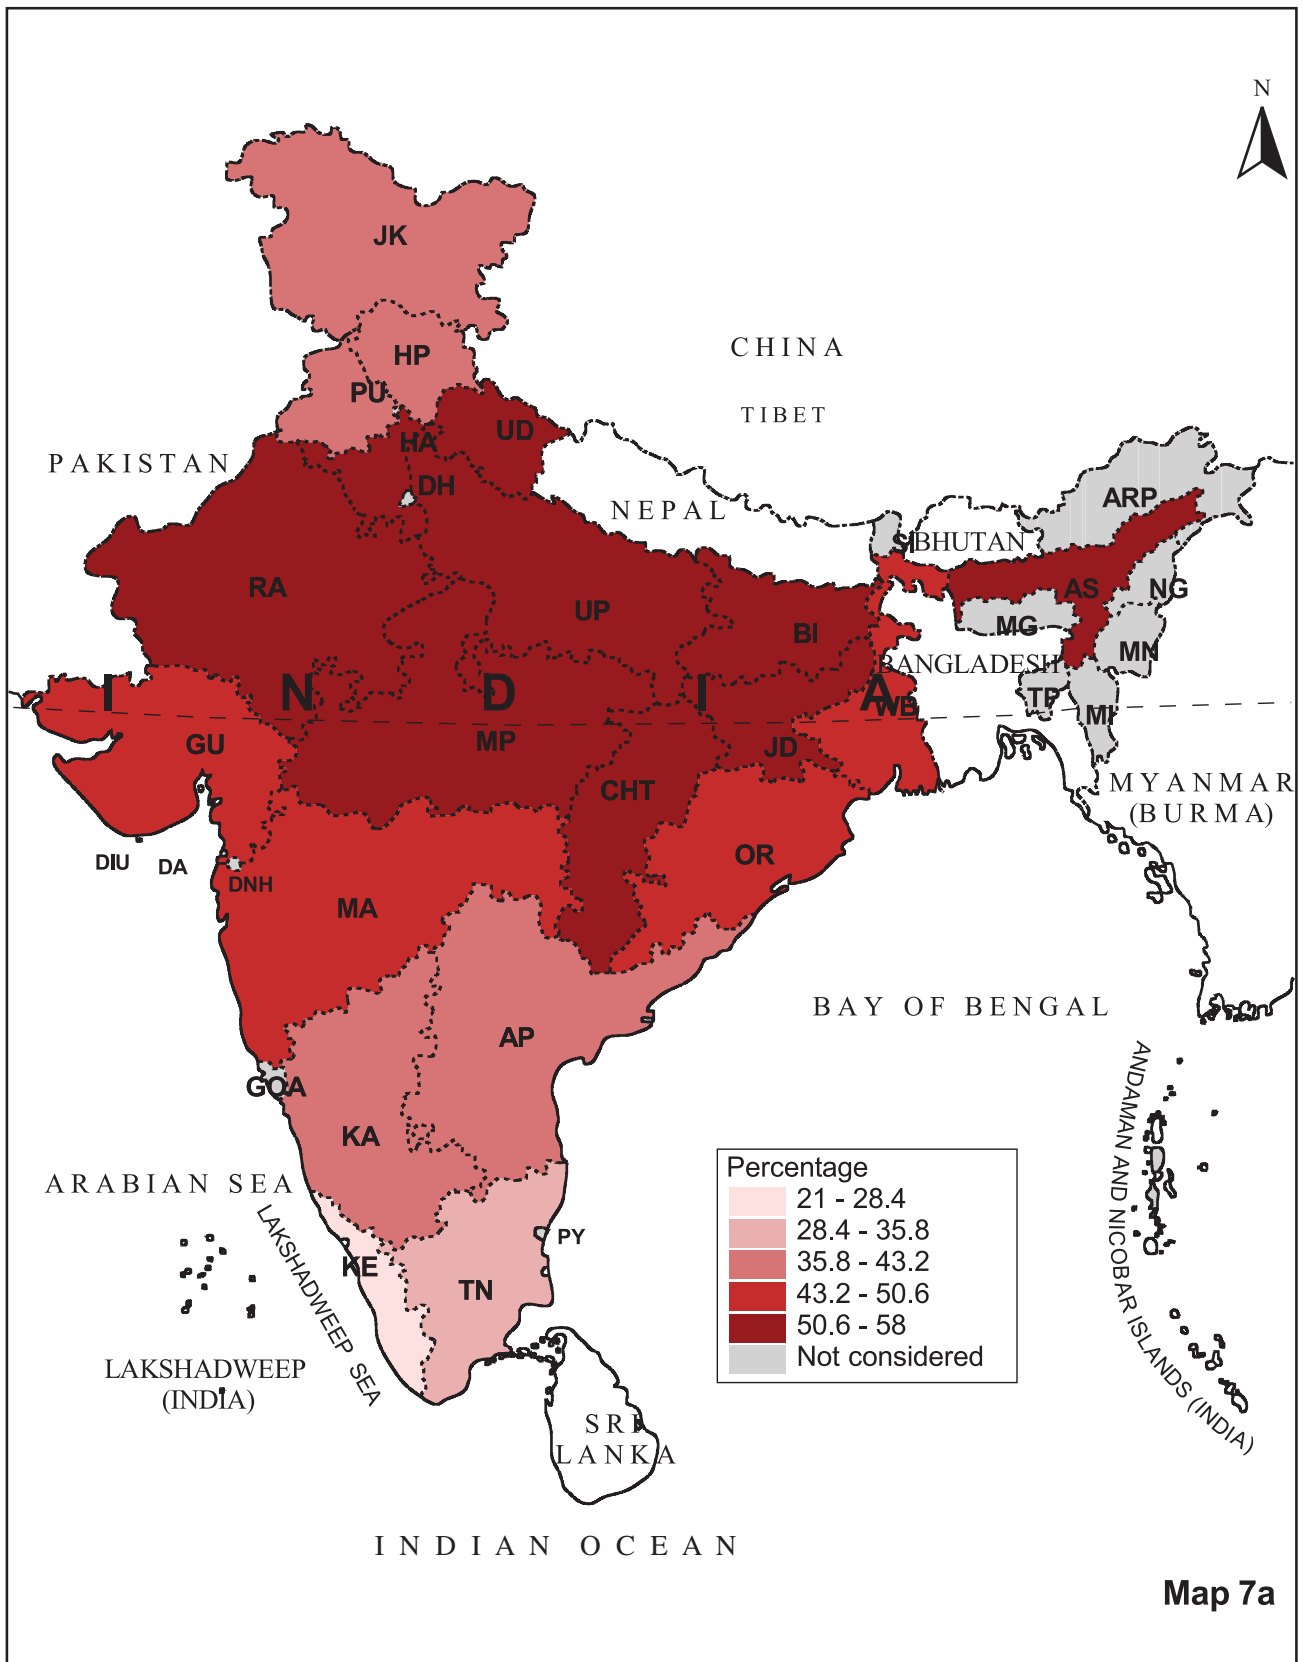 N
JK
CHINA
HP
PU
TIBET
UD
HA
PAKISTAN
DH
NEPAL
ARP
SI
BHUTAN
RA
AS
NG
UP
MG
BI
MN
BANGLADESH
I N D I A
TP
WB
MI
GU
MP
JD
CHT
MYANMAR
(BURMA)
OR
DIU
DA
DNH
MA
BAY OF BENGAL
AP
GOA
ANDAMAN AND NICOBAR ISLANDS (INDIA)
KA
ARABIAN SEA
LAKSHADWEEP SEA
PY
KE
TN
Percentage
21 - 28.4
28.4 - 35.8
35.8 - 43.2
43.2 - 50.6
50.6 - 58
Not considered
LAKSHADWEEP
(INDIA)
SRI
LANKA
INDIAN OCEAN
Map 7a